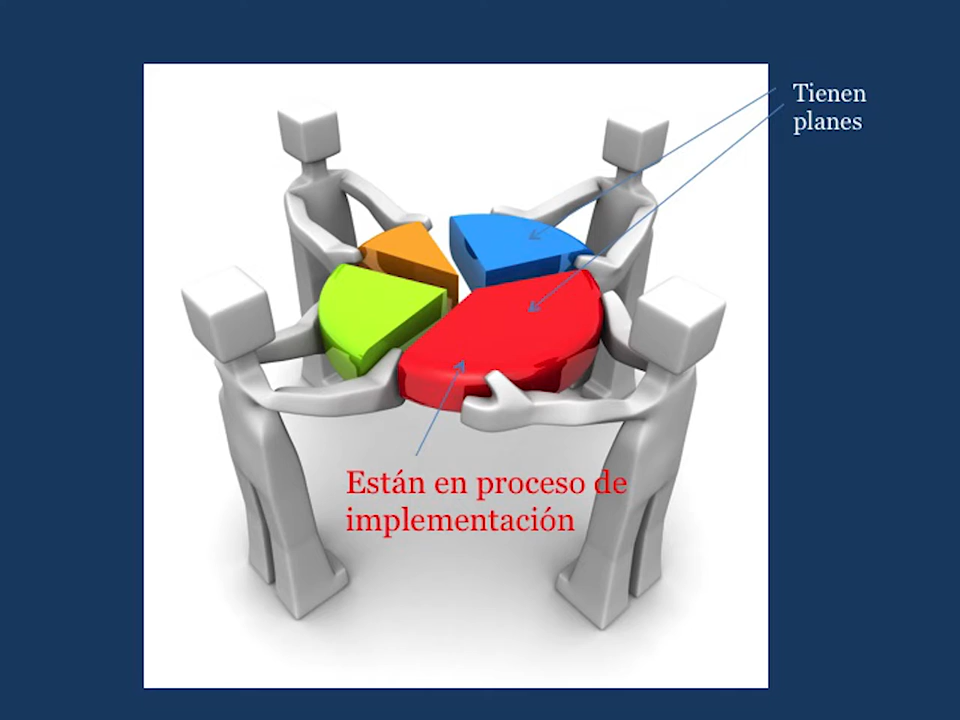 Tienen
planes
Están en proceso de
implementación